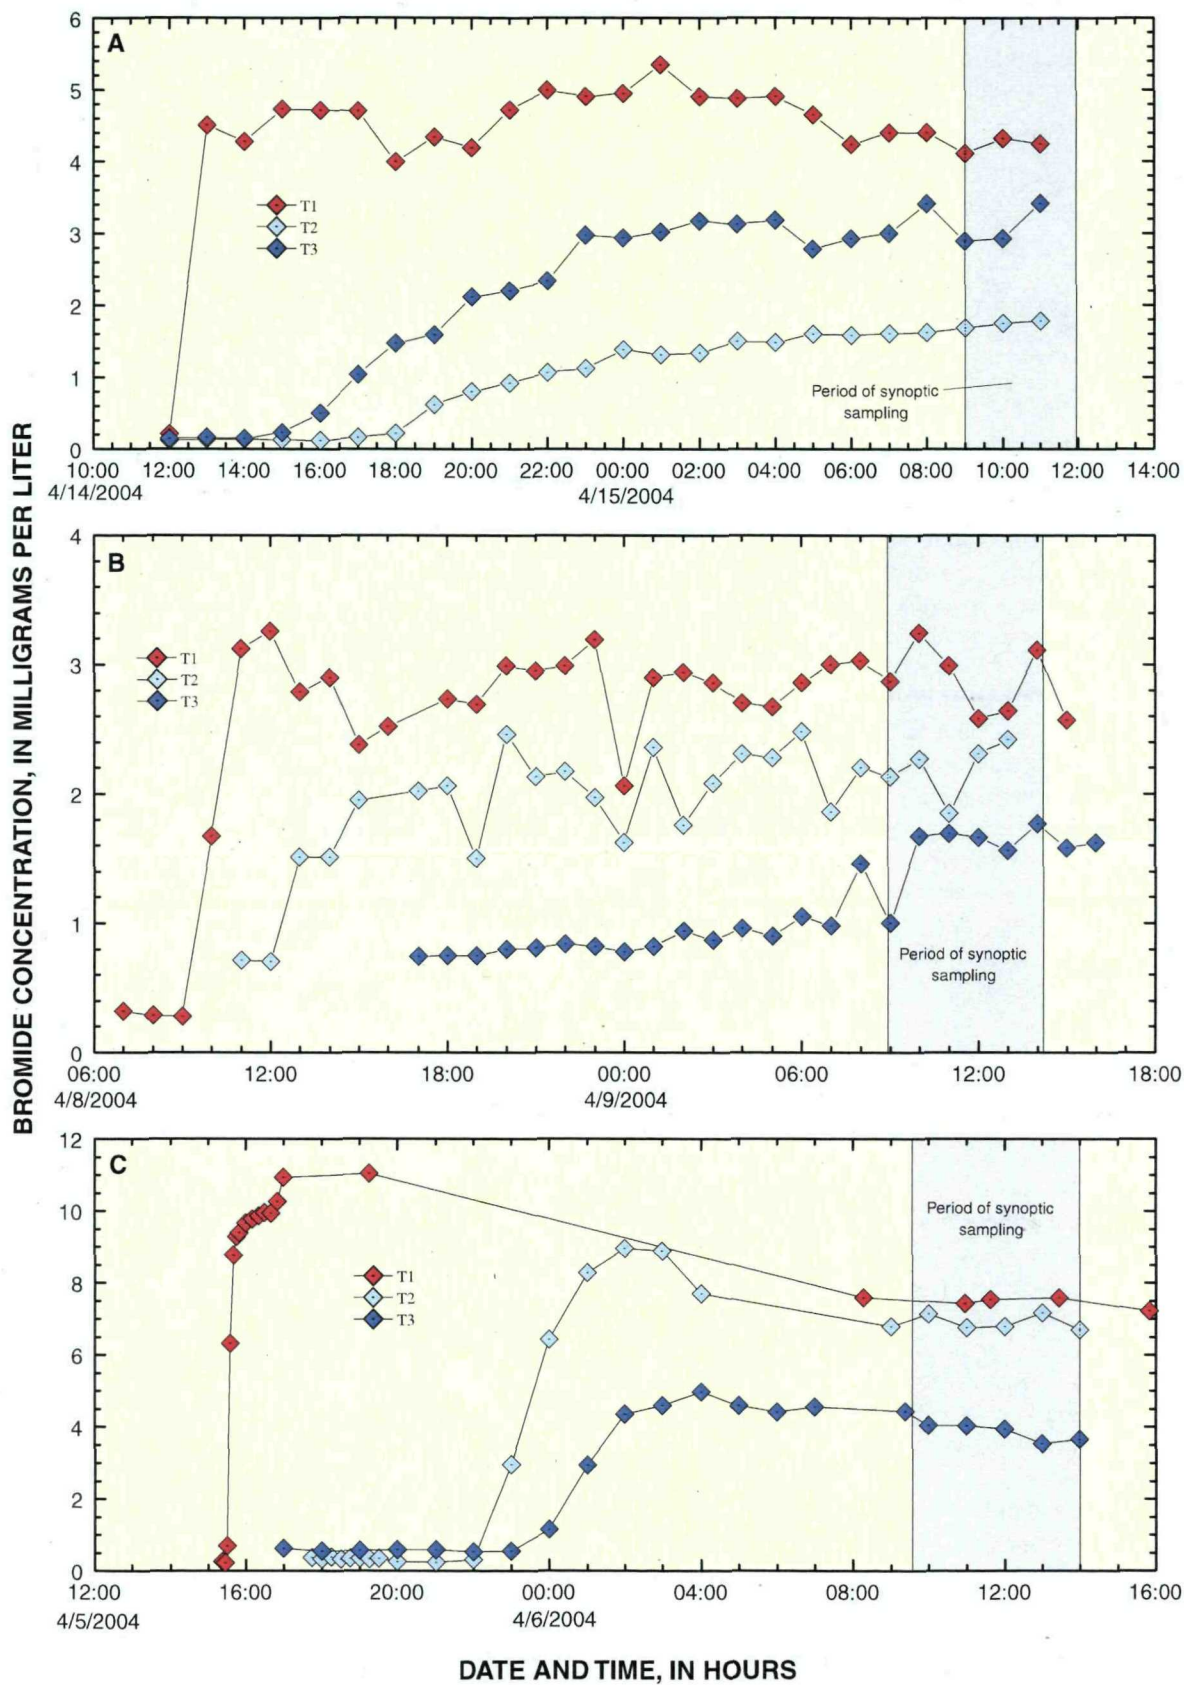 BROMIDE CONCENTRATION, IN MILLIGRAMS PER LITER
A
6
5
4
3
2
1
0
T1
T2
T3
Period of synoptic
sampling
10:00 12:00 14:00 16:00 18:00 20:00 22:00 00:00 02:00 04:00 06:00 08:00 10:00 12:00 14:00
4/14/2004 4/15/2004
B
4
3
2
1
0
T1
T2
T3
Period of synoptic
sampling
06:00 12:00 18:00 00:00 06:00 12:00 18:00
4/8/2004 4/9/2004
C
12
10
8
6
4
2
0
Period of synoptic
sampling
T1
T2
T3
12:00 16:00 20:00 00:00 04:00 08:00 12:00 16:00
4/5/2004 4/6/2004
DATE AND TIME, IN HOURS